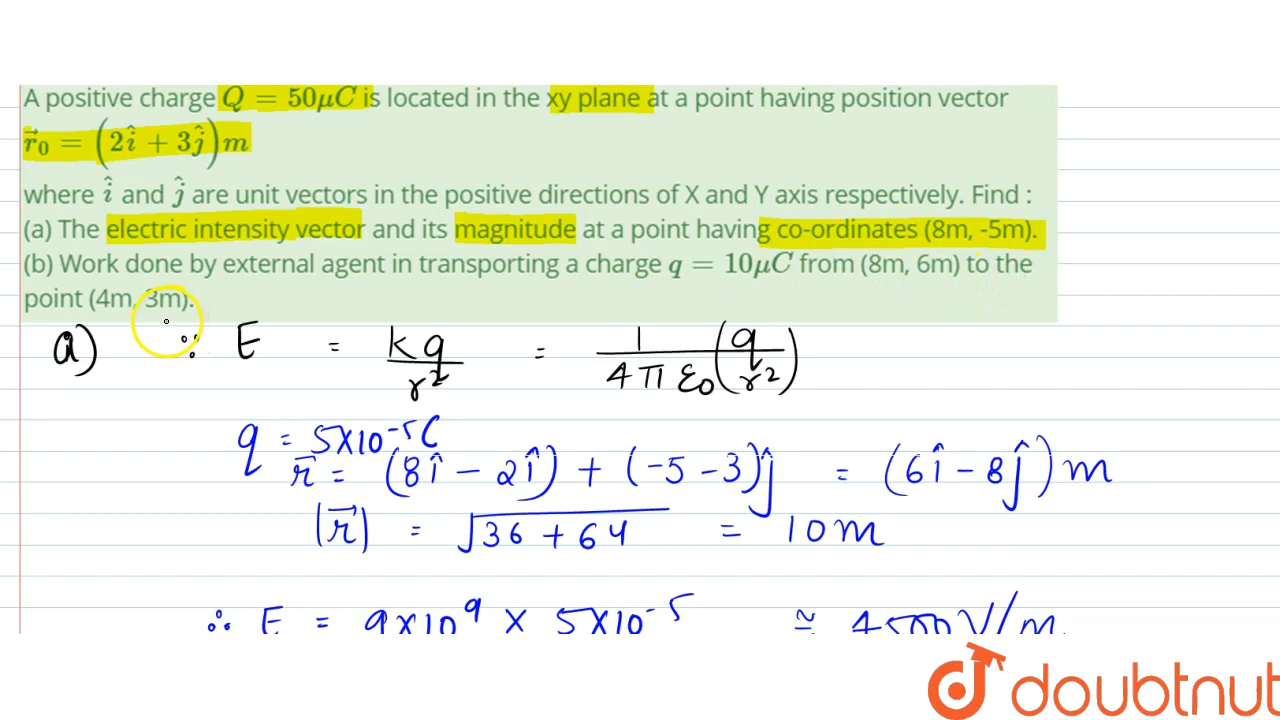 A positive charge Q = 50μC is located in the xy plane at a point having position vector
r⃗₀ = (2î + 3ĵ)m
where î and ĵ are unit vectors in the positive directions of X and Y axis respectively. Find :
(a) The electric intensity vector and its magnitude at a point having co-ordinates (8m, -5m).
(b) Work done by external agent in transporting a charge q = 10μC from (8m, 6m) to the
point (4m, 3m).
a) ∵ E = kq/r² = 1/4πε₀ (q/r²)
q = 5×10⁻⁵C
r⃗ = (8î - 2î) + (-5-3)ĵ = (6î - 8ĵ) m
|r⃗| = √36 + 64 = 10m
∴ E = 9×10⁹ × 5×10⁻⁵ ≅ 4500V/m
doubtnut